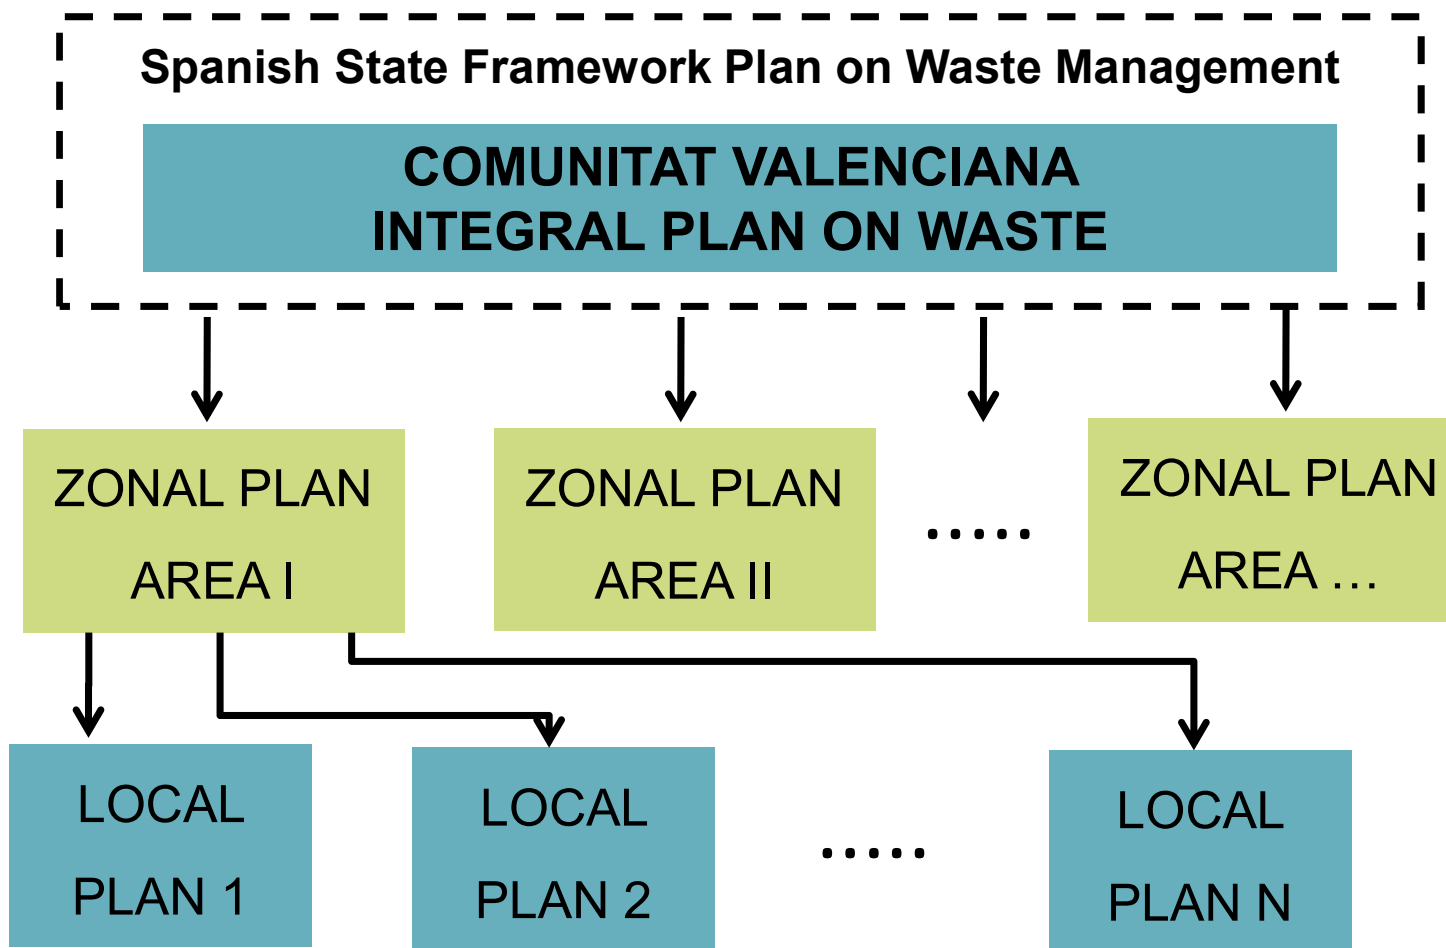 Spanish State Framework Plan on Waste Management
COMUNITAT VALENCIANA
INTEGRAL PLAN ON WASTE
ZONAL PLAN
AREA I
ZONAL PLAN
AREA II
.....
ZONAL PLAN
AREA ...
LOCAL
PLAN 1
LOCAL
PLAN 2
.....
LOCAL
PLAN N